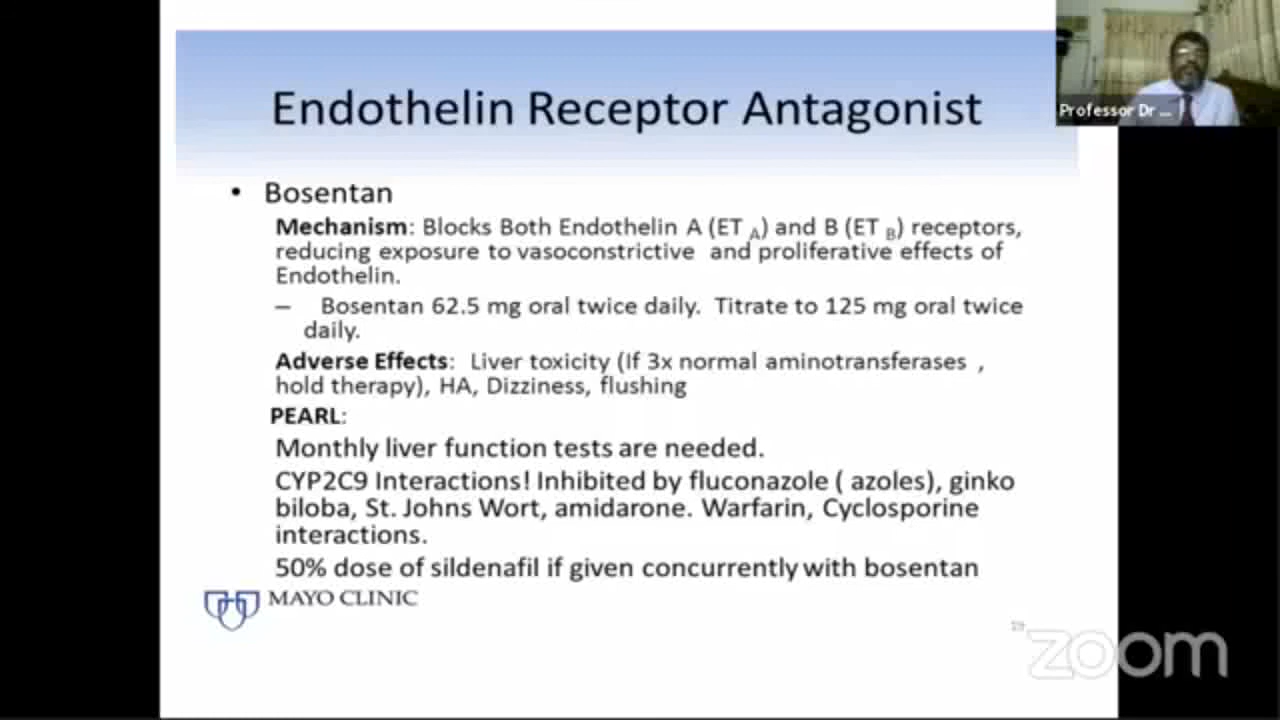 Endothelin Receptor Antagonist
Professor Dr ...
• Bosentan
Mechanism: Blocks Both Endothelin A (ET A) and B (ET B) receptors,
reducing exposure to vasoconstrictive and proliferative effects of
Endothelin.
– Bosentan 62.5 mg oral twice daily. Titrate to 125 mg oral twice
daily.
Adverse Effects: Liver toxicity (If 3x normal aminotransferases ,
hold therapy), HA, Dizziness, flushing
PEARL:
Monthly liver function tests are needed.
CYP2C9 Interactions! Inhibited by fluconazole ( azoles), ginko
biloba, St. Johns Wort, amidarone. Warfarin, Cyclosporine
interactions.
50% dose of sildenafil if given concurrently with bosentan
MAYO CLINIC
zoom